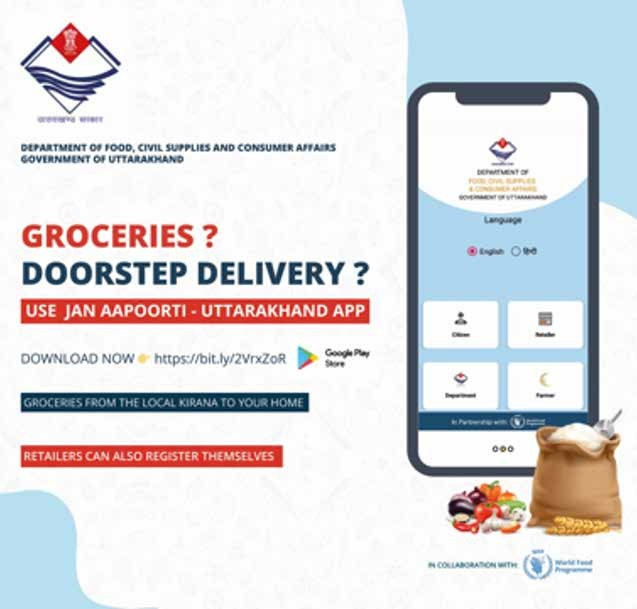 उत्तराखण्ड सरकार
DEPARTMENT OF FOOD, CIVIL SUPPLIES AND CONSUMER AFFAIRS
GOVERNMENT OF UTTARAKHAND
GROCERIES ?
DOORSTEP DELIVERY ?
USE JAN AAPOORTI - UTTARAKHAND APP
DOWNLOAD NOW 👉 https://bit.ly/2VrxZoR
Google Play
Store
GROCERIES FROM THE LOCAL KIRANA TO YOUR HOME
RETAILERS CAN ALSO REGISTER THEMSELVES
DEPARTMENT OF
FOOD, CIVIL SUPPLIES
& CONSUMER AFFAIRS
GOVERNMENT OF UTTARAKHAND
Language
English हिन्दी
Citizen Retailer
Department Farmer
In Partnership with: World Food
Programme
IN COLLABORATION WITH: WFP World Food
Programme